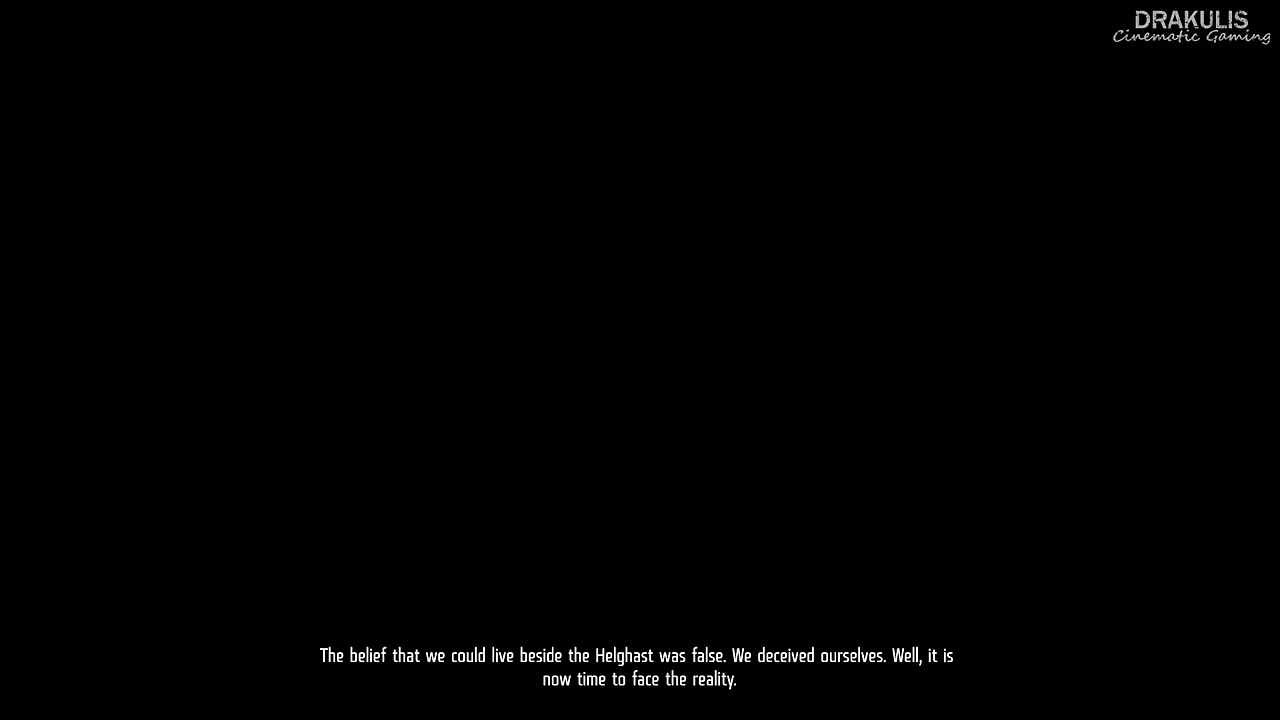 DRAKULIS
Cinematic Gaming
The belief that we could live beside the Helghast was false. We deceived ourselves. Well, it is
now time to face the reality.